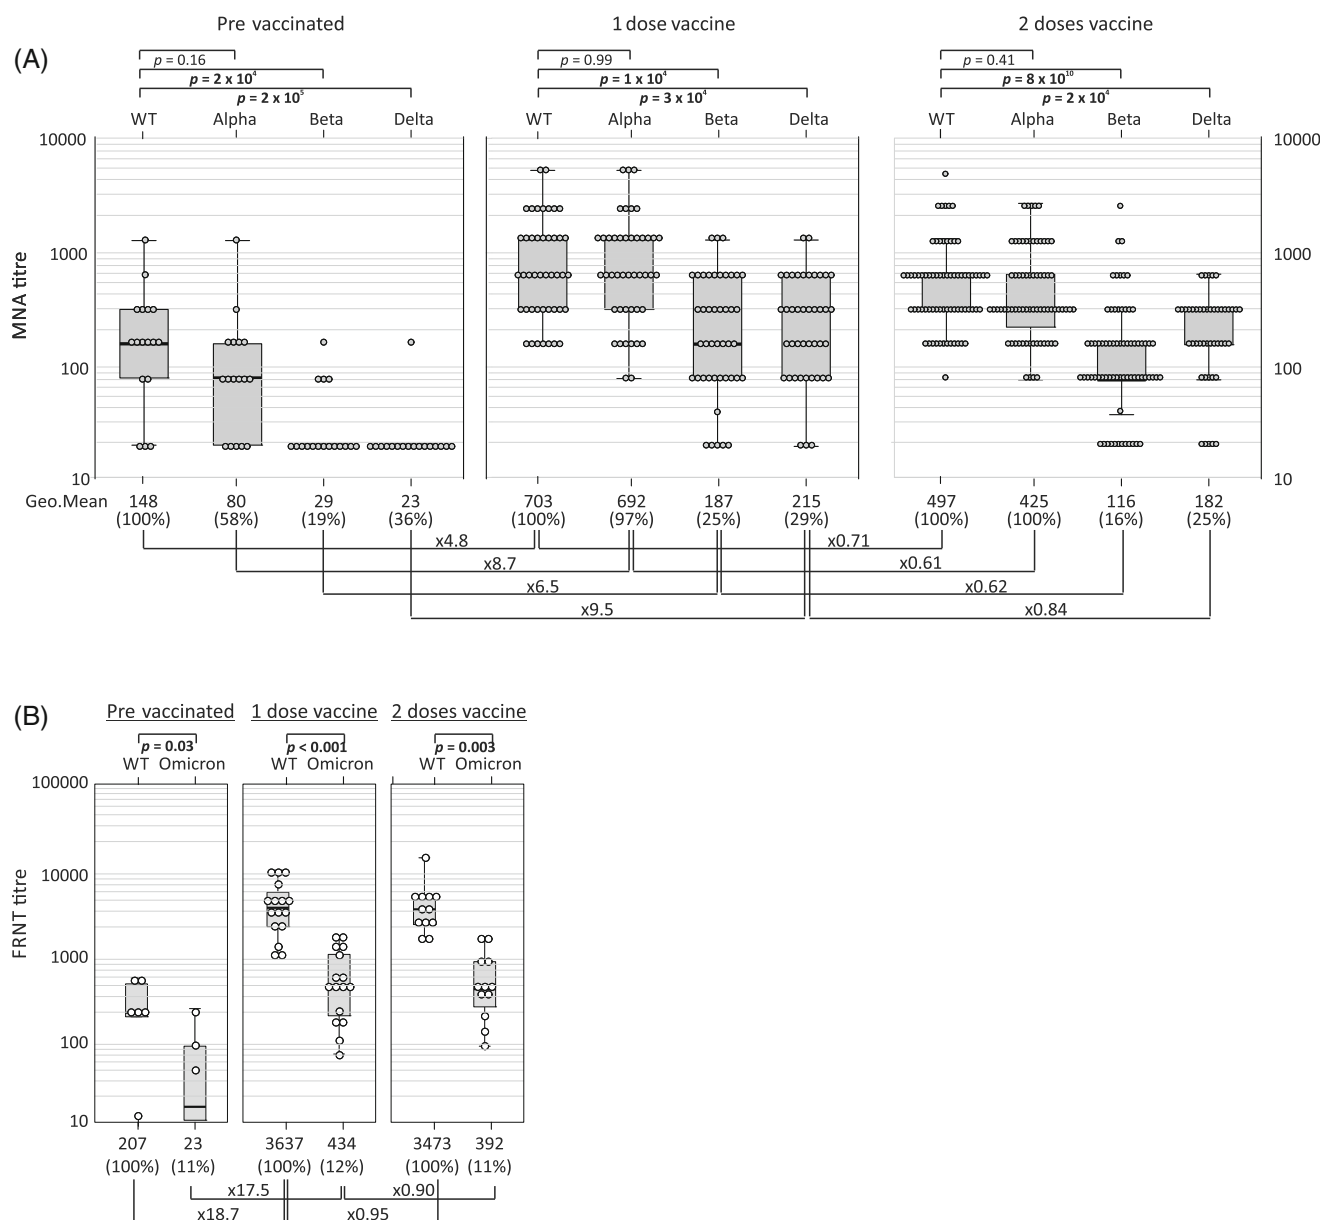 (A)
Pre vaccinated
1 dose vaccine
2 doses vaccine
p = 0.16
p = 2 x 10⁴
p = 2 x 10⁵
p = 0.99
p = 1 x 10⁴
p = 3 x 10⁴
p = 0.41
p = 8 x 10¹⁰
p = 2 x 10⁴
WT Alpha Beta Delta
WT Alpha Beta Delta
WT Alpha Beta Delta
MNA titre
10000
1000
100
10
10000
1000
100
10
Geo.Mean 148 80 29 23 703 692 187 215 497 425 116 182
(100%) (58%) (19%) (36%) (100%) (97%) (25%) (29%) (100%) (100%) (16%) (25%)
x4.8 x0.71
x8.7 x0.61
x6.5 x0.62
x9.5 x0.84
(B)
Pre vaccinated 1 dose vaccine 2 doses vaccine
p = 0.03 p < 0.001 p = 0.003
WT Omicron WT Omicron WT Omicron
FRNT titre
100000
10000
1000
100
10
207 23 3637 434 3473 392
(100%) (11%) (100%) (12%) (100%) (11%)
x17.5 x0.90
x18.7 x0.95